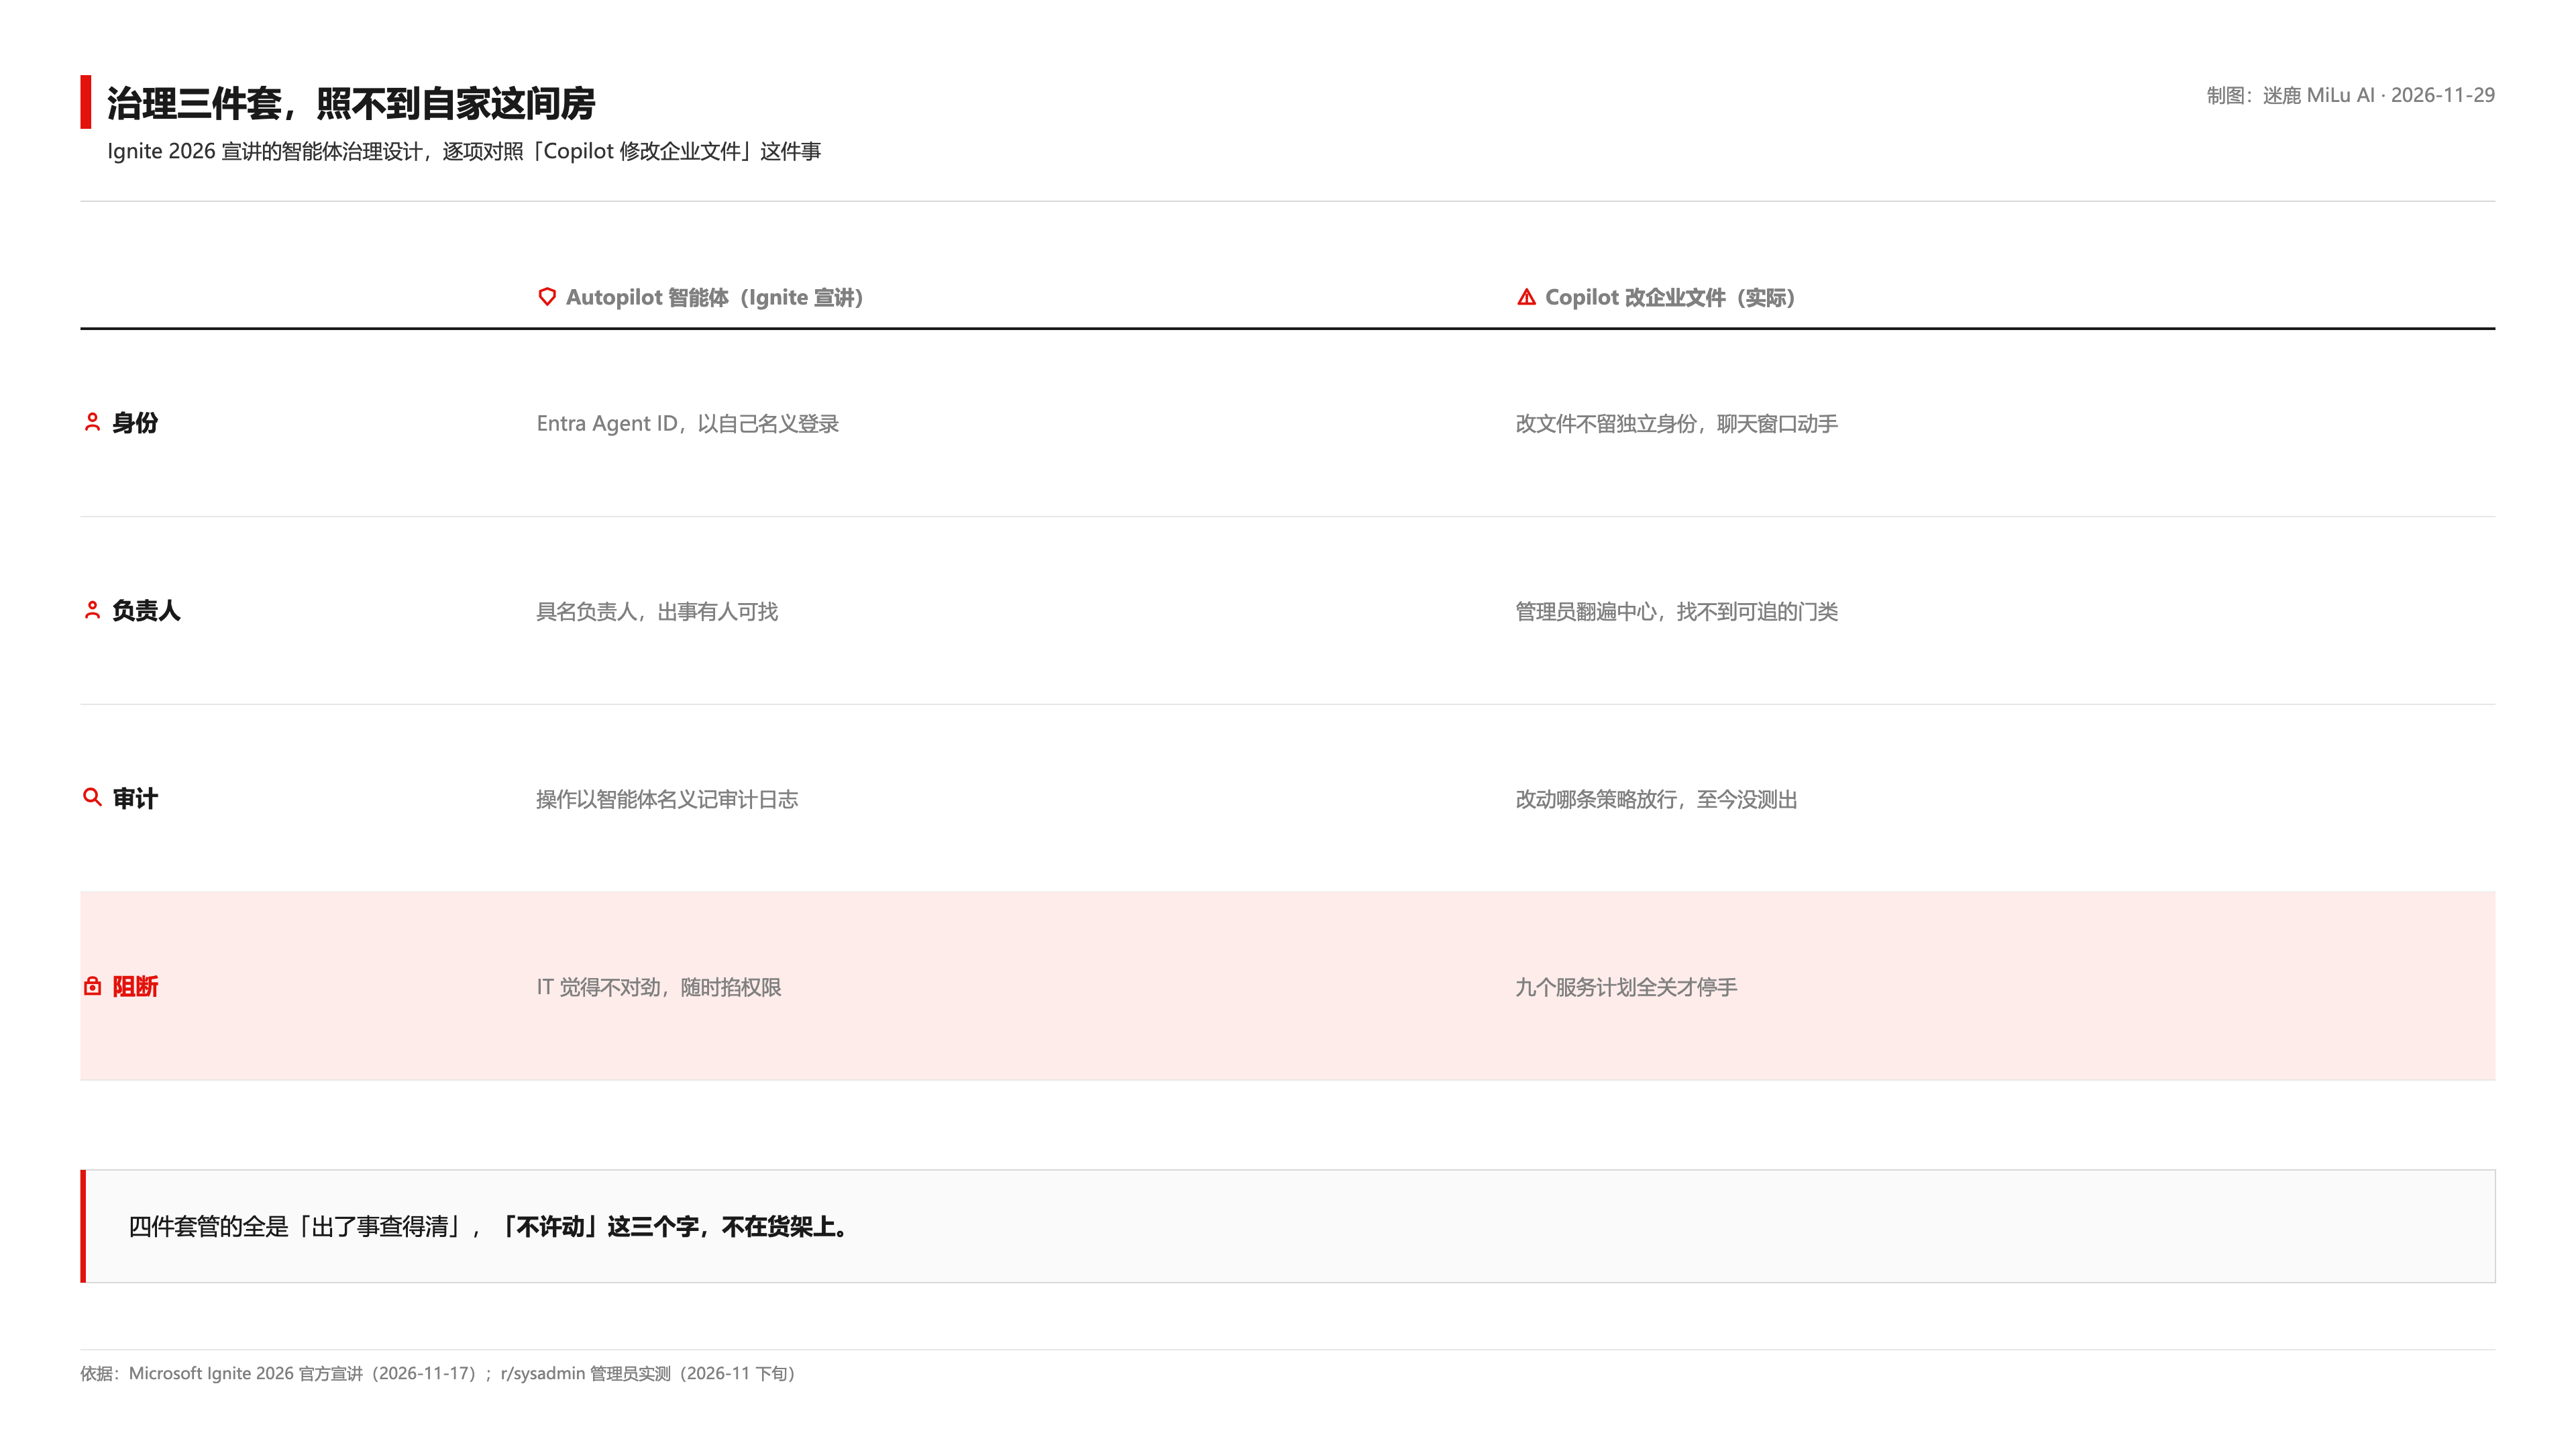 治理三件套，照不到自家这间房
制图：迷鹿 MiLu AI · 2026-11-29
Ignite 2026 宣讲的智能体治理设计，逐项对照「Copilot 修改企业文件」这件事
Autopilot 智能体（Ignite 宣讲） Copilot 改企业文件（实际）
身份 Entra Agent ID，以自己名义登录 改文件不留独立身份，聊天窗口动手
负责人 具名负责人，出事有人可找 管理员翻遍中心，找不到可追的门类
审计 操作以智能体名义记审计日志 改动哪条策略放行，至今没测出
阻断 IT 觉得不对劲，随时掐权限 九个服务计划全关才停手
四件套管的全是「出了事查得清」，「不许动」这三个字，不在货架上。
依据：Microsoft Ignite 2026 官方宣讲（2026-11-17）；r/sysadmin 管理员实测（2026-11 下旬）